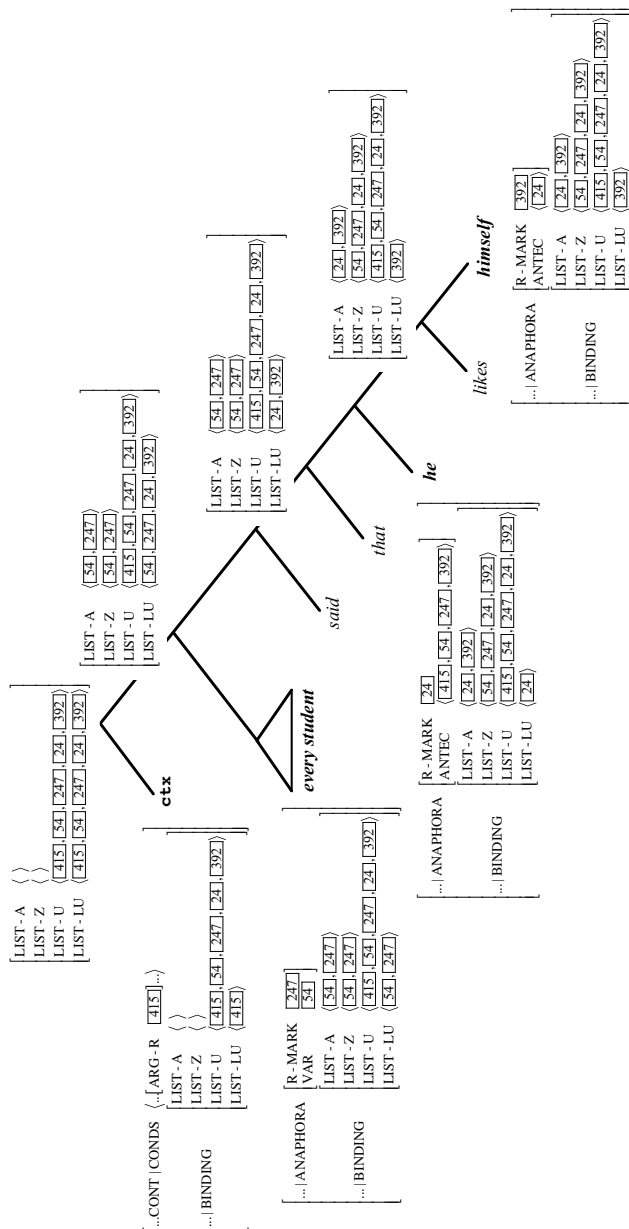 LIST-A ⟨ ⟩
LIST-Z ⟨ ⟩
LIST-U ⟨415, 54, 247, 24, 392⟩
LIST-LU ⟨415, 54, 247, 24, 392⟩
LIST-A ⟨54, 247⟩
LIST-Z ⟨54, 247⟩
LIST-U ⟨415, 54, 247, 24, 392⟩
LIST-LU ⟨54, 247, 24, 392⟩
ctx
...CONT|CONDS ⟨...[ARG-R 415]...⟩
...|BINDING
LIST-A ⟨ ⟩
LIST-Z ⟨ ⟩
LIST-U ⟨415, 54, 247, 24, 392⟩
LIST-LU ⟨415⟩
LIST-A ⟨54, 247⟩
LIST-Z ⟨54, 247⟩
LIST-U ⟨415, 54, 247, 24, 392⟩
LIST-LU ⟨24, 392⟩
every student
said
...|ANAPHORA
R-MARK 247
VAR 54
...|BINDING
LIST-A ⟨54, 247⟩
LIST-Z ⟨54, 247⟩
LIST-U ⟨415, 54, 247, 24, 392⟩
LIST-LU ⟨54, 247⟩
LIST-A ⟨24, 392⟩
LIST-Z ⟨54, 247, 24, 392⟩
LIST-U ⟨415, 54, 247, 24, 392⟩
LIST-LU ⟨392⟩
that
he
...|ANAPHORA
R-MARK 24
ANTEC ⟨415, 54, 247, 392⟩
...|BINDING
LIST-A ⟨24, 392⟩
LIST-Z ⟨54, 247, 24, 392⟩
LIST-U ⟨415, 54, 247, 24, 392⟩
LIST-LU ⟨24⟩
likes
himself
...|ANAPHORA
R-MARK 392
ANTEC ⟨24⟩
...|BINDING
LIST-A ⟨24, 392⟩
LIST-Z ⟨54, 247, 24, 392⟩
LIST-U ⟨415, 54, 247, 24, 392⟩
LIST-LU ⟨392⟩